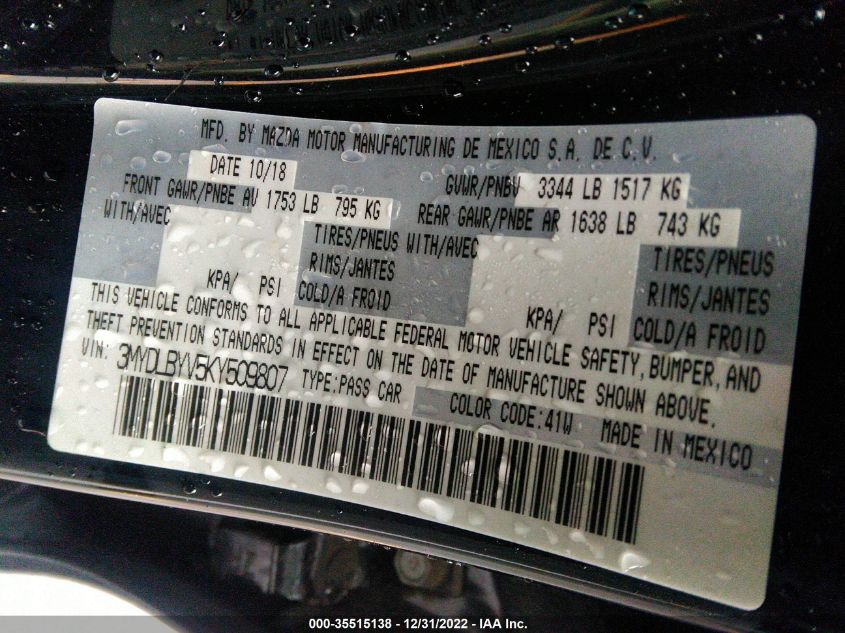 MFD. BY MAZDA MOTOR MANUFACTURING DE MEXICO S.A. DE C.V.
DATE 10/18 GVWR/PNBV 3344 LB 1517 KG
FRONT GAWR/PNBE AV 1753 LB 795 KG REAR GAWR/PNBE AR 1638 LB 743 KG
WITH/AVEC TIRES/PNEUS WITH/AVEC TIRES/PNEUS
RIMS/JANTES RIMS/JANTES
KPA/ PSI COLD/A FROID KPA/ PSI COLD/A FROID
THIS VEHICLE CONFORMS TO ALL APPLICABLE FEDERAL MOTOR VEHICLE SAFETY, BUMPER, AND
THEFT PREVENTION STANDARDS IN EFFECT ON THE DATE OF MANUFACTURE SHOWN ABOVE.
VIN: 3MYDLBYV5KY509807 TYPE:PASS CAR COLOR CODE:41W MADE IN MEXICO
000-35515138 - 12/31/2022 - IAA Inc.